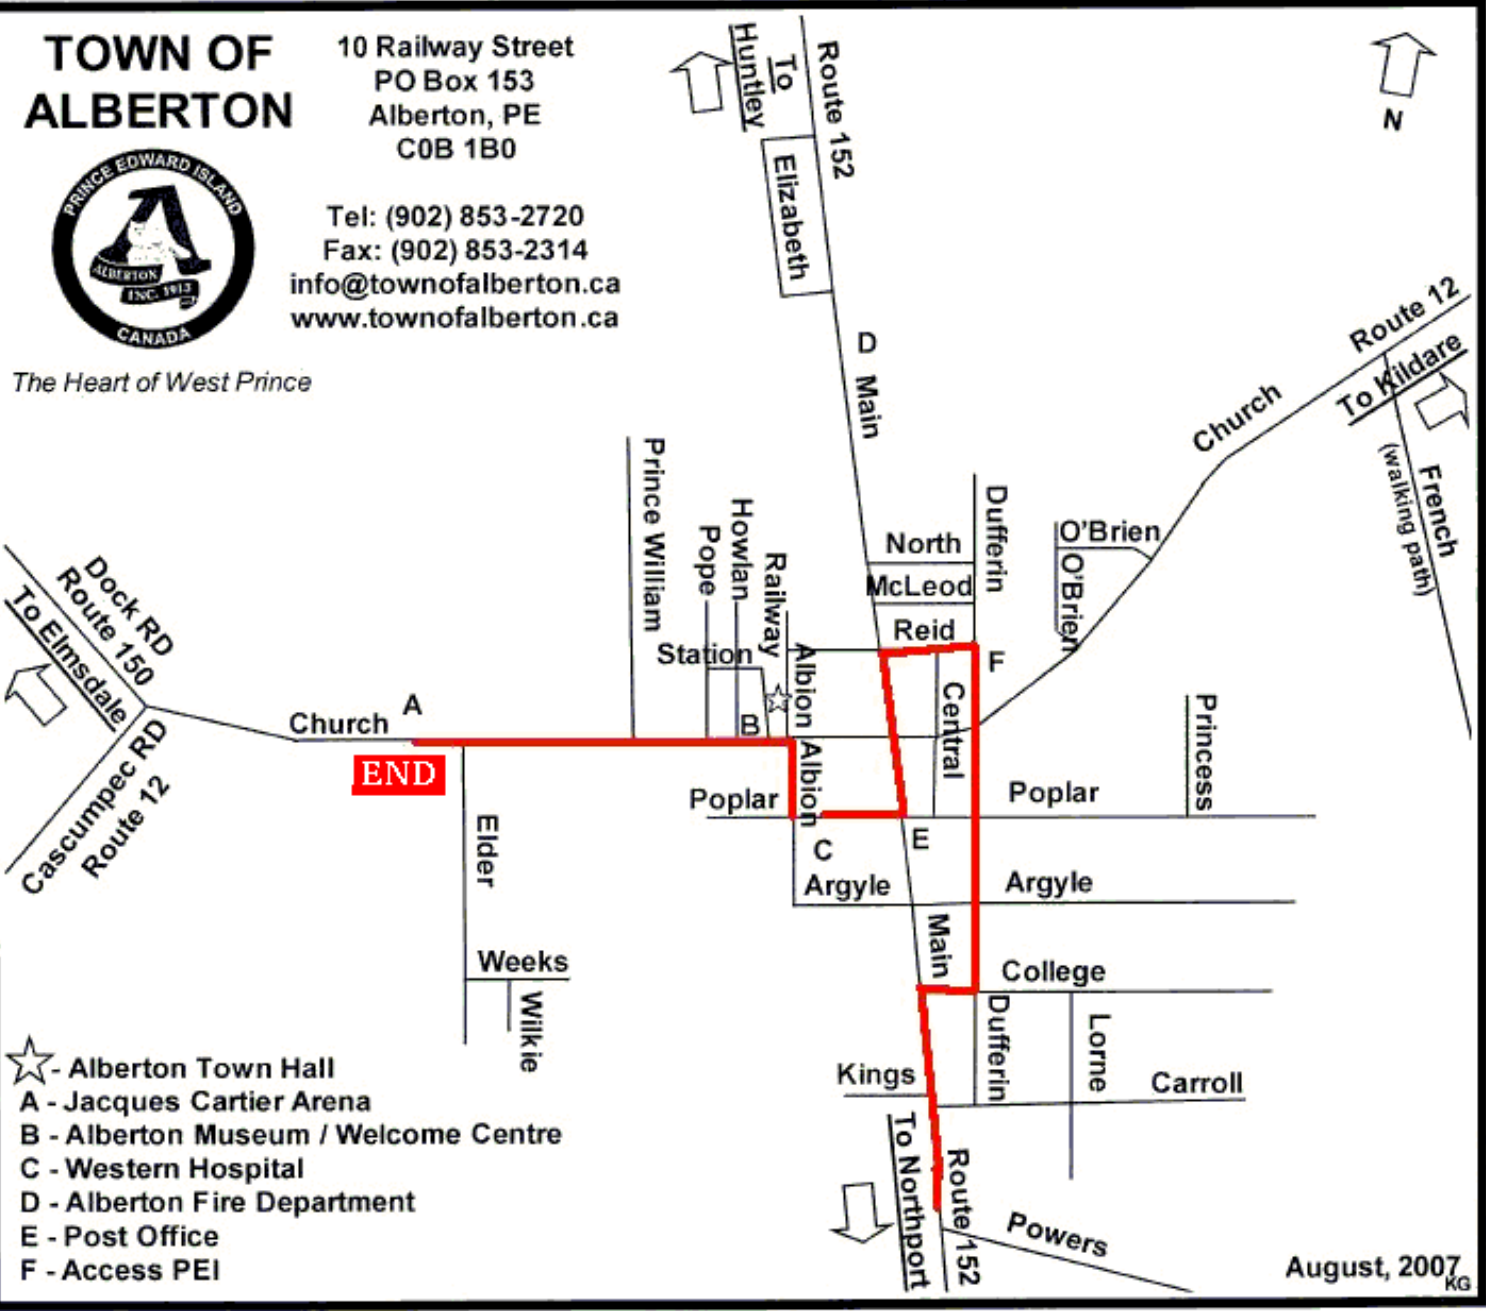 TOWN OF
ALBERTON
10 Railway Street
PO Box 153
Alberton, PE
C0B 1B0
Tel: (902) 853-2720
Fax: (902) 853-2314
info@townofalberton.ca
www.townofalberton.ca
PRINCE EDWARD ISLAND
ALBERTON
INC. 1913
CANADA
The Heart of West Prince
To
Huntley
Route 152
N
Elizabeth
D
Main
Route 12
To Kildare
Church
French
(walking path)
Prince William
Pope
Howlan
Railway
Station
North
McLeod
Reid
Dufferin
O'Brien
O'Brien
Dock RD
Route 150
To Elmsdale
Cascumpec RD
Route 12
Church
A
END
B
Albion
Albion
F
Central
Princess
Poplar
Poplar
C
E
Argyle
Argyle
Elder
Weeks
Wilkie
Main
College
Dufferin
Lorne
Kings
Carroll
To Northport
Route 152
Powers
- Alberton Town Hall
A - Jacques Cartier Arena
B - Alberton Museum / Welcome Centre
C - Western Hospital
D - Alberton Fire Department
E - Post Office
F - Access PEI
August, 2007
KG